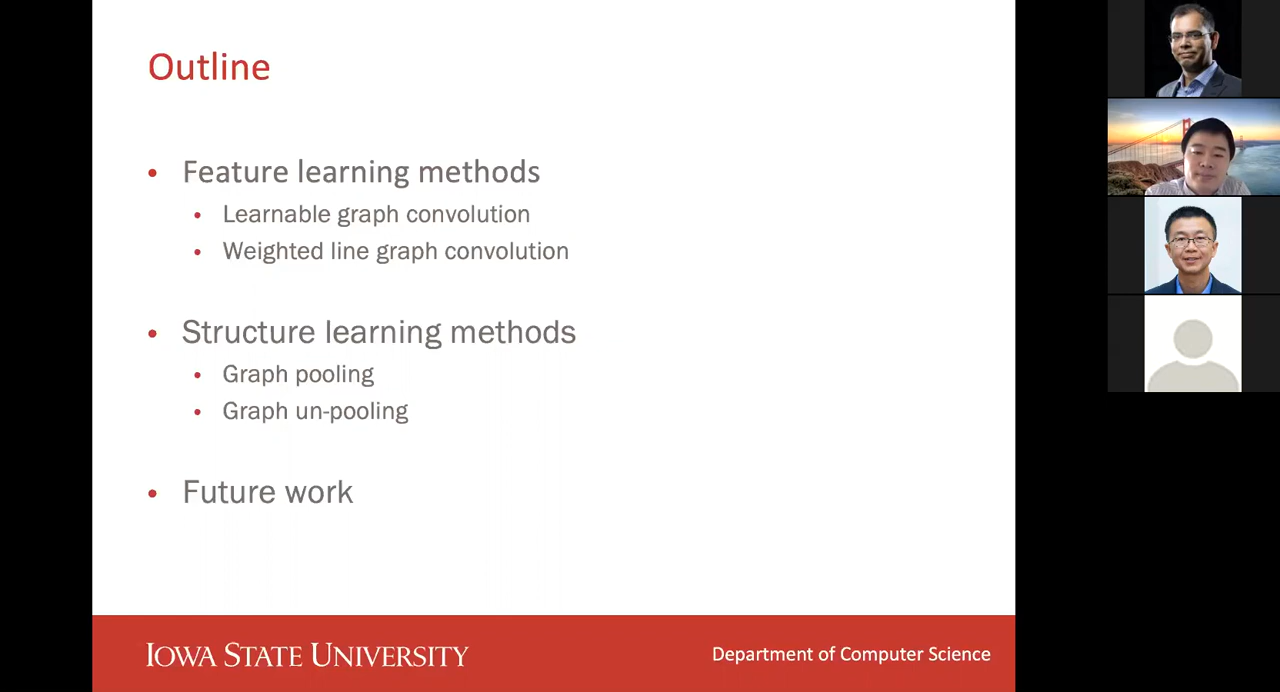 Outline
• Feature learning methods
• Learnable graph convolution
• Weighted line graph convolution
• Structure learning methods
• Graph pooling
• Graph un-pooling
• Future work
IOWA STATE UNIVERSITY
Department of Computer Science